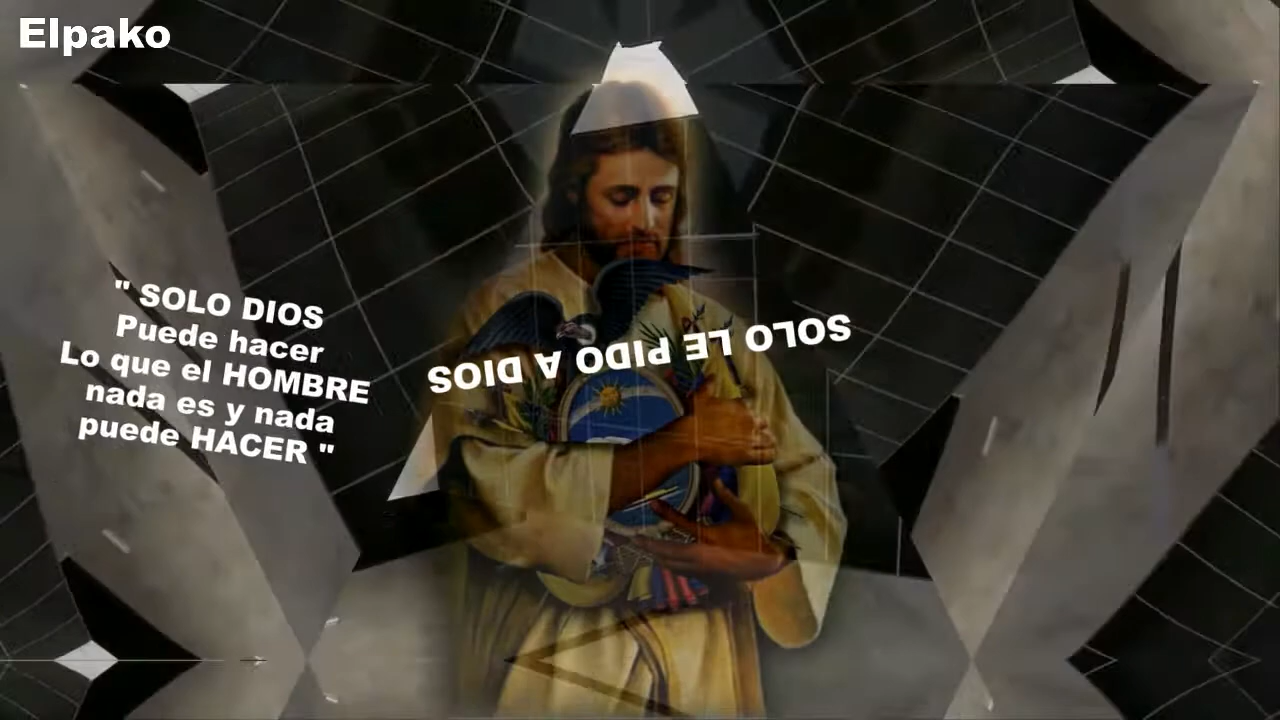 Elpako
" SOLO DIOS
Puede hacer
Lo que el HOMBRE
nada es y nada
puede HACER "
SOLO LE PIDO A DIOS